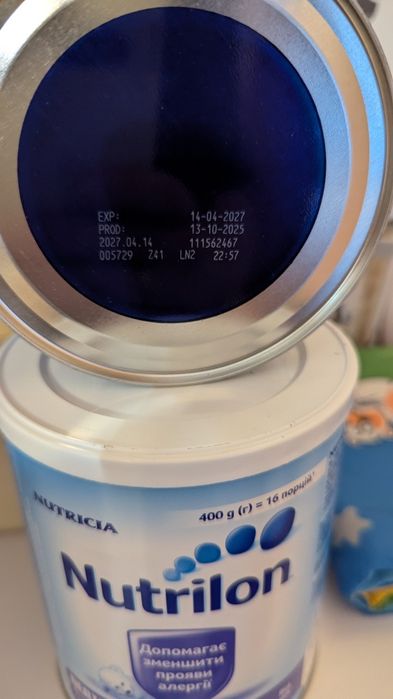 EXP: 14-04-2027
PROD: 13-10-2025
2027.04.14 111562467
005729 Z41 LN2 22:57
NUTRICIA
400 g (г) = 16 порцій¹
Nutrilon
Допомагає
зменшити
прояви
алергії